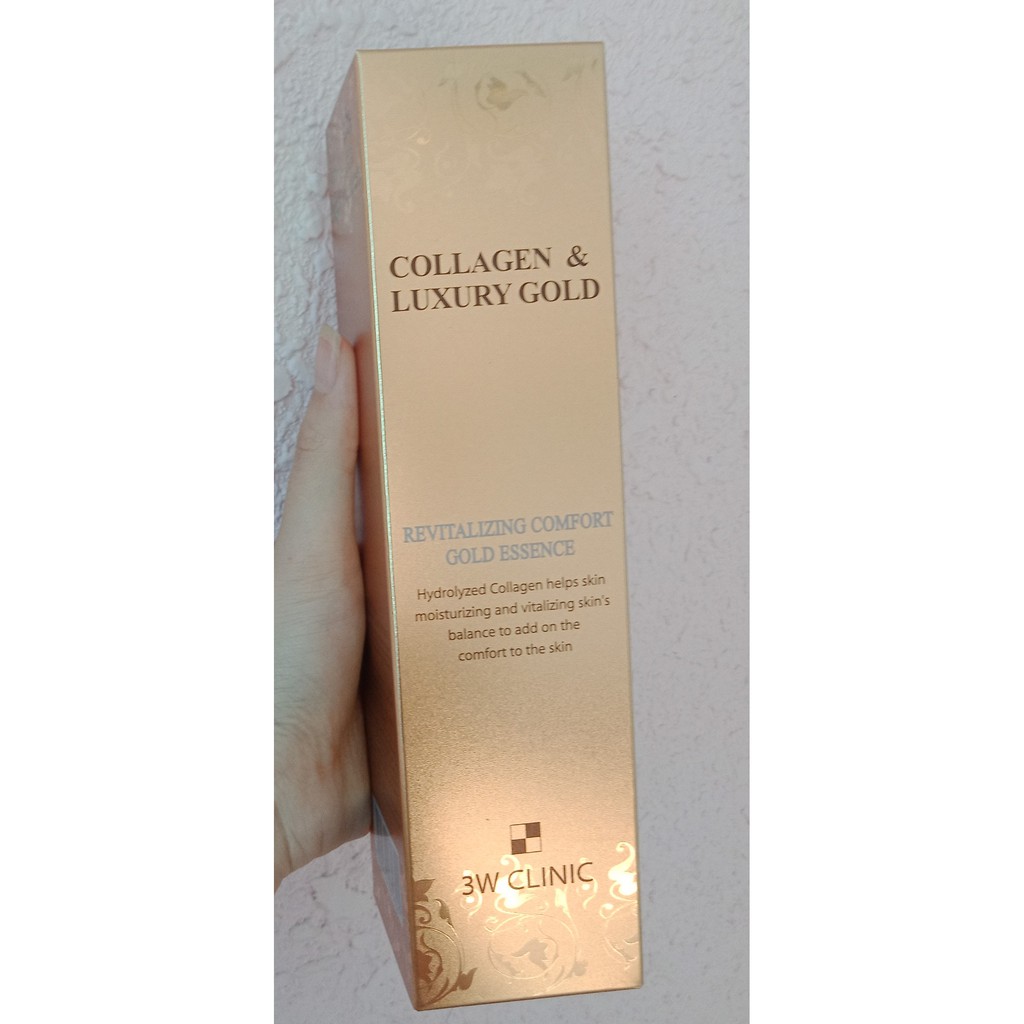 COLLAGEN &
LUXURY GOLD
REVITALIZING COMFORT
GOLD ESSENCE
Hydrolyzed Collagen helps skin
moisturizing and vitalizing skin's
balance to add on the
comfort to the skin
3W CLINIC